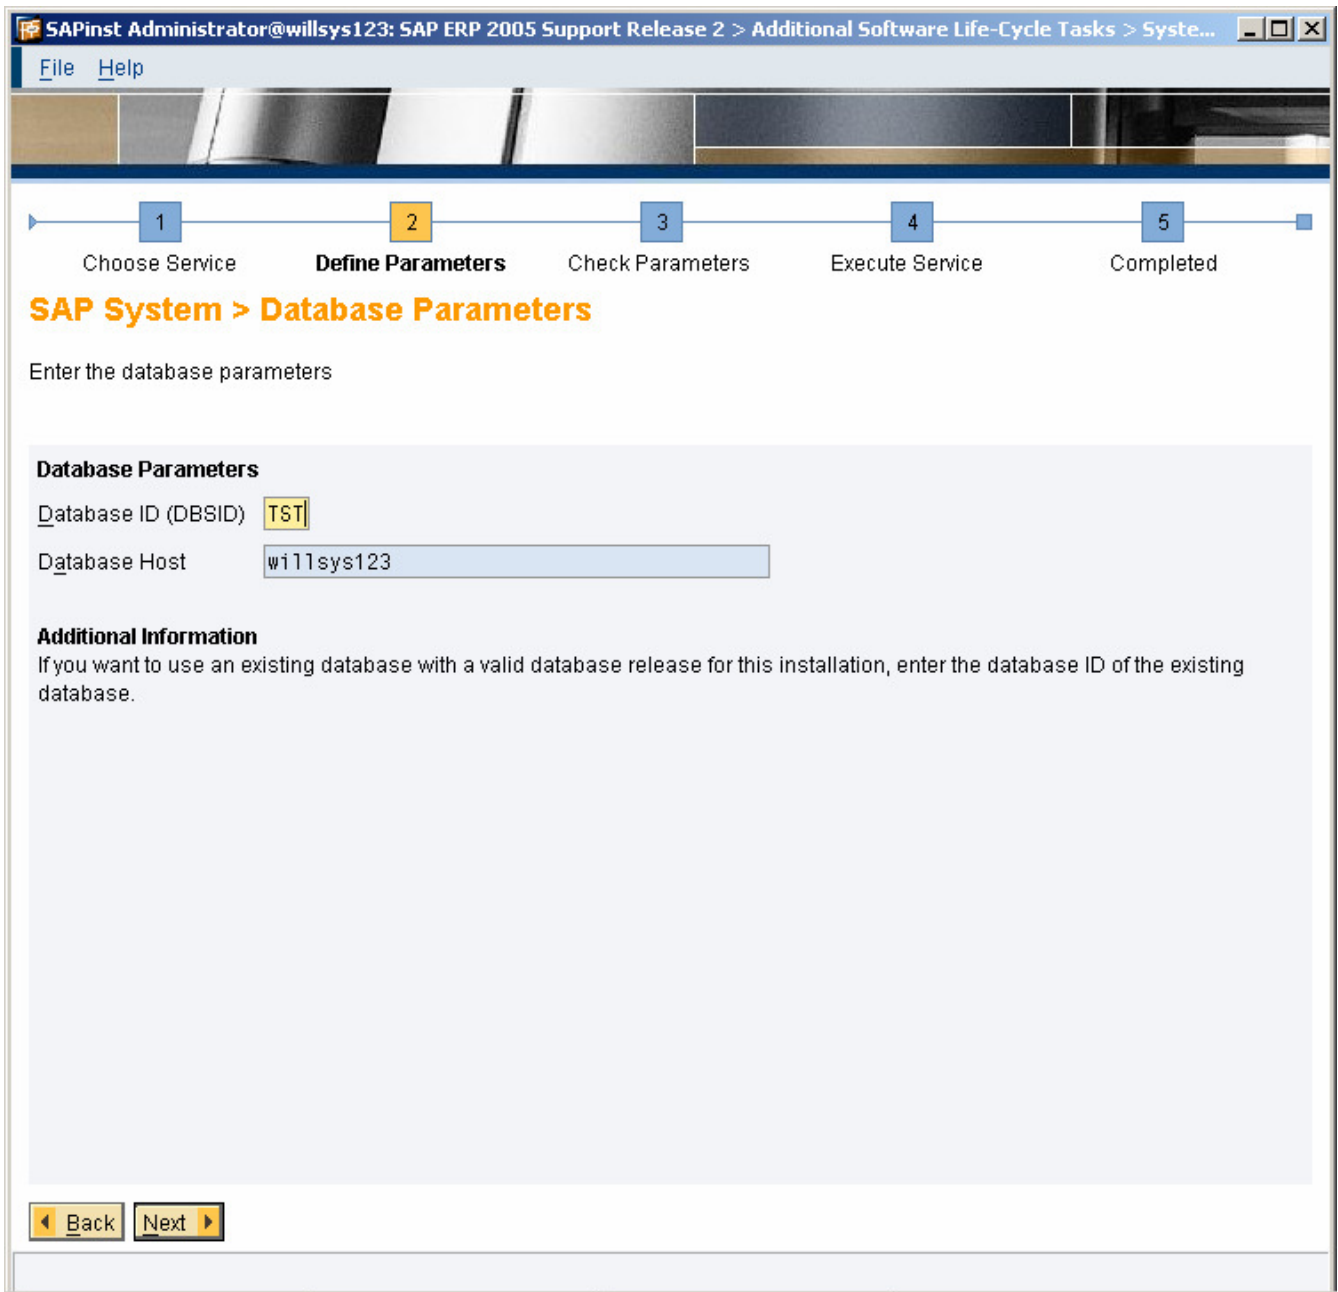 SAPinst Administrator@willsys123: SAP ERP 2005 Support Release 2 > Additional Software Life-Cycle Tasks > Syste...
File Help
1 2 3 4 5
Choose Service Define Parameters Check Parameters Execute Service Completed
SAP System > Database Parameters
Enter the database parameters
Database Parameters
Database ID (DBSID) TST
Database Host willsys123
Additional Information
If you want to use an existing database with a valid database release for this installation, enter the database ID of the existing
database.
Back Next